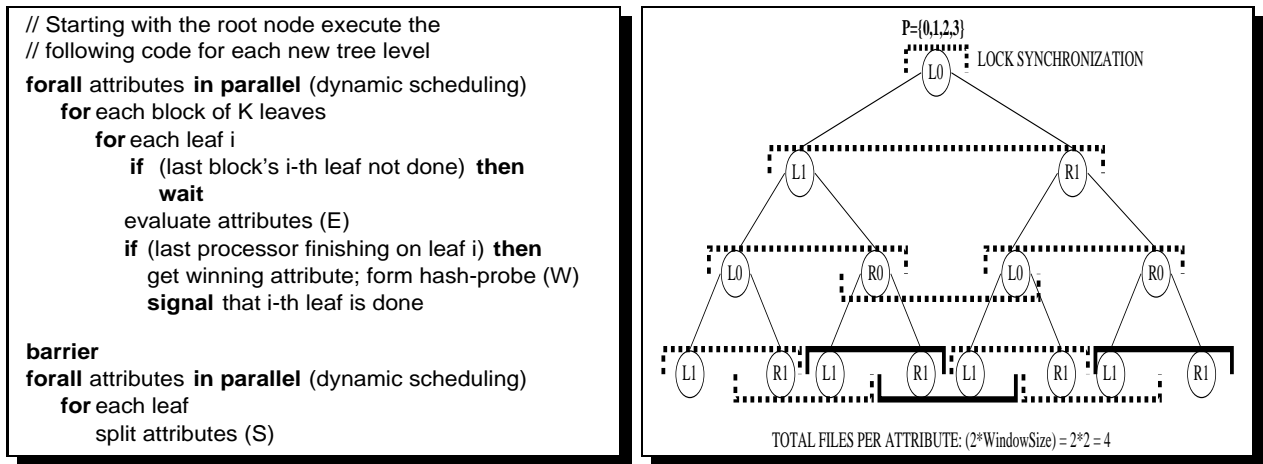 // Starting with the root node execute the
// following code for each new tree level
forall attributes in parallel (dynamic scheduling)
for each block of K leaves
for each leaf i
if (last block's i-th leaf not done) then
wait
evaluate attributes (E)
if (last processor finishing on leaf i) then
get winning attribute; form hash-probe (W)
signal that i-th leaf is done
barrier
forall attributes in parallel (dynamic scheduling)
for each leaf
split attributes (S)
P={0,1,2,3}
LOCK SYNCHRONIZATION
L0
L1 R1
L0 R0 L0 R0
L1 R1 L1 R1 L1 R1 L1 R1
TOTAL FILES PER ATTRIBUTE: (2*WindowSize) = 2*2 = 4